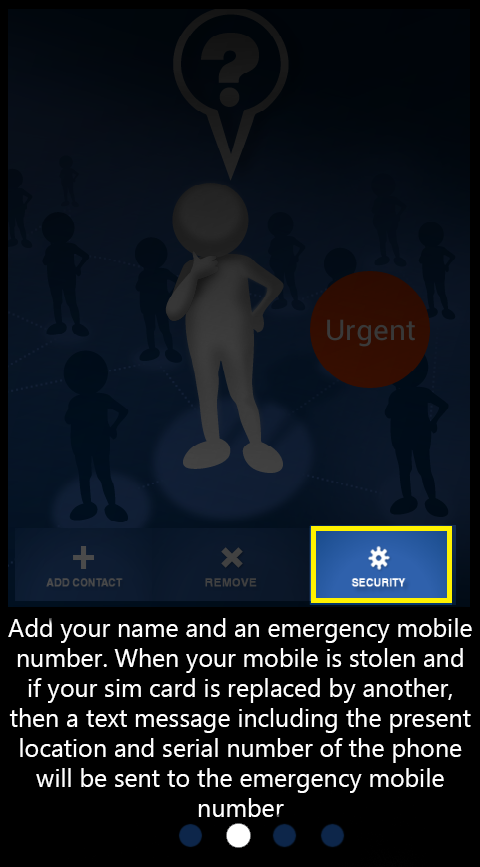 ?
Urgent
ADD CONTACT
REMOVE
SECURITY
Add your name and an emergency mobile
number. When your mobile is stolen and
if your sim card is replaced by another,
then a text message including the present
location and serial number of the phone
will be sent to the emergency mobile
number